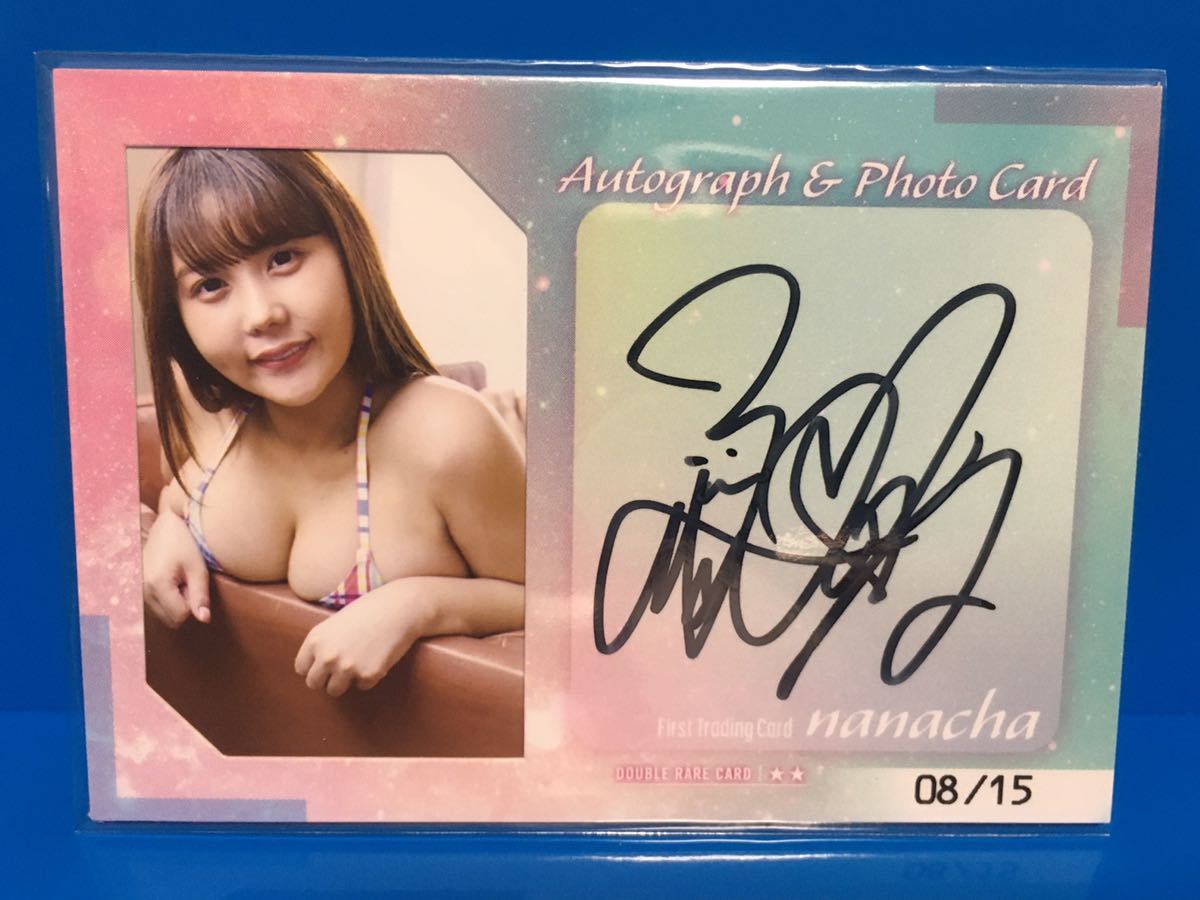 Autograph & Photo Card
First Trading Card nanacha
DOUBLE RARE CARD ★★
08/15